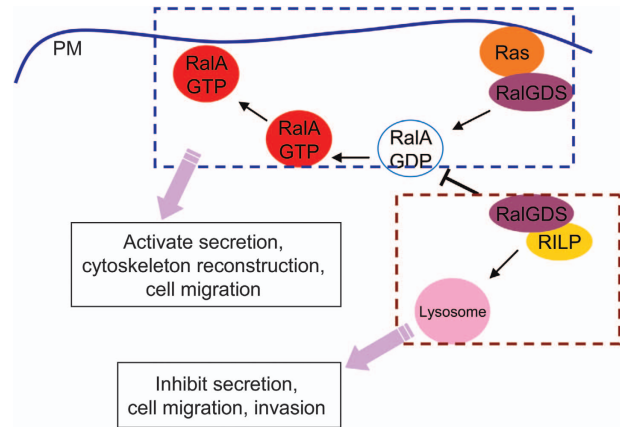 PM
RalA
GTP
RalA
GTP
RalA
GDP
Ras
RalGDS
RalGDS
RILP
Lysosome
Activate secretion,
cytoskeleton reconstruction,
cell migration
Inhibit secretion,
cell migration, invasion